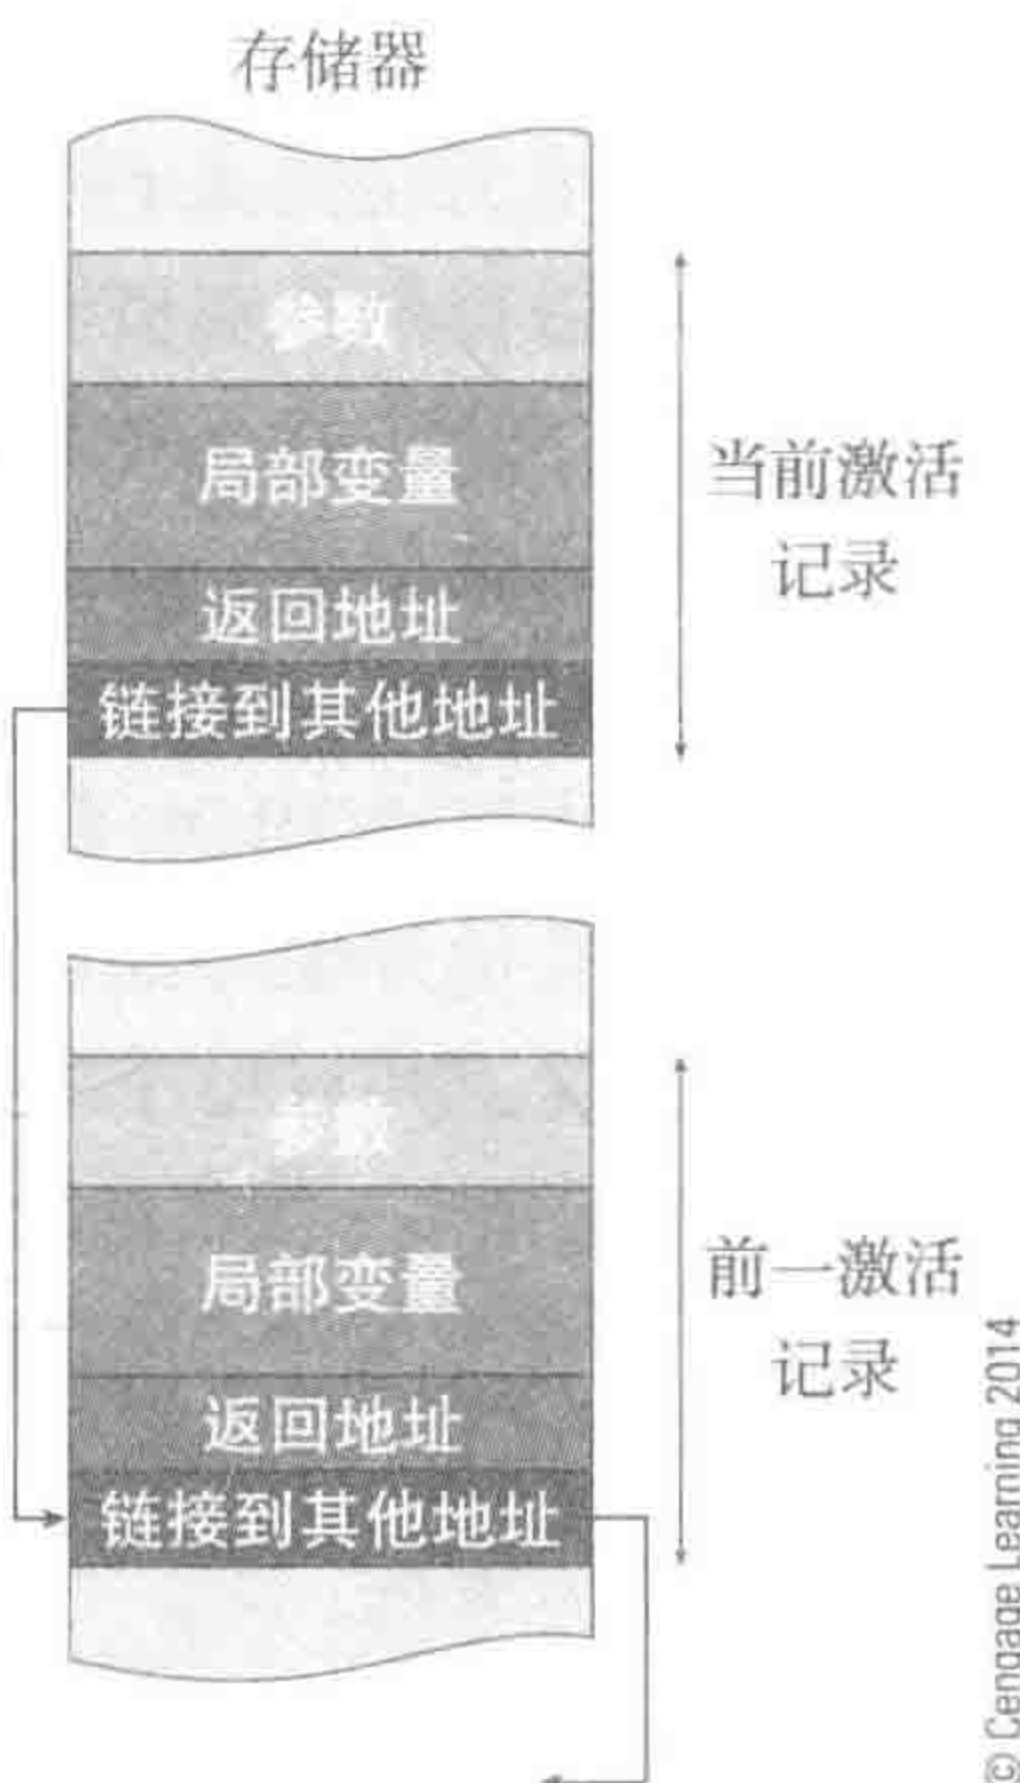 存储器
参数
局部变量
当前激活
记录
返回地址
链接到其他地址
参数
局部变量
前一激活
记录
返回地址
链接到其他地址
© Cengage Learning 2014